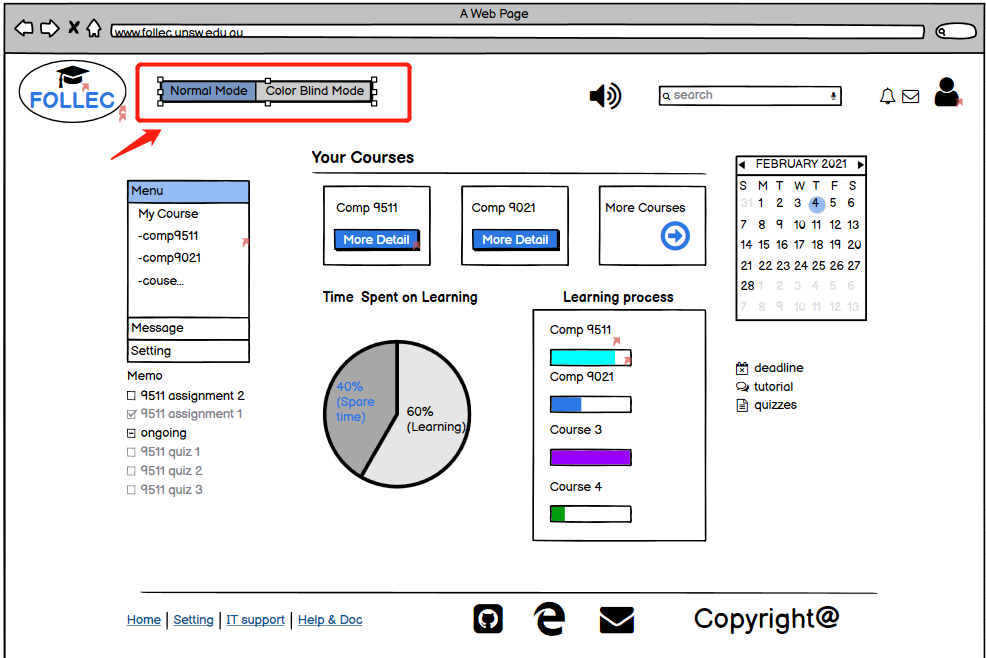 A Web Page
www.follec.unsw.edu.au
FOLLEC
Normal Mode
Color Blind Mode
search
Your Courses
Comp 9511
More Detail
Comp 9021
More Detail
More Courses
FEBRUARY 2021
S M T W T F S
31 1 2 3 4 5 6
7 8 9 10 11 12 13
14 15 16 17 18 19 20
21 22 23 24 25 26 27
28 1 2 3 4 5 6
7 8 9 10 11 12 13
Menu
My Course
-comp9511
-comp9021
-couse...
Message
Setting
Memo
9511 assignment 2
9511 assignment 1
ongoing
9511 quiz 1
9511 quiz 2
9511 quiz 3
Time Spent on Learning
40%
(Spare
time)
60%
(Learning)
Learning process
Comp 9511
Comp 9021
Course 3
Course 4
deadline
tutorial
quizzes
Home | Setting | IT support | Help & Doc
Copyright@